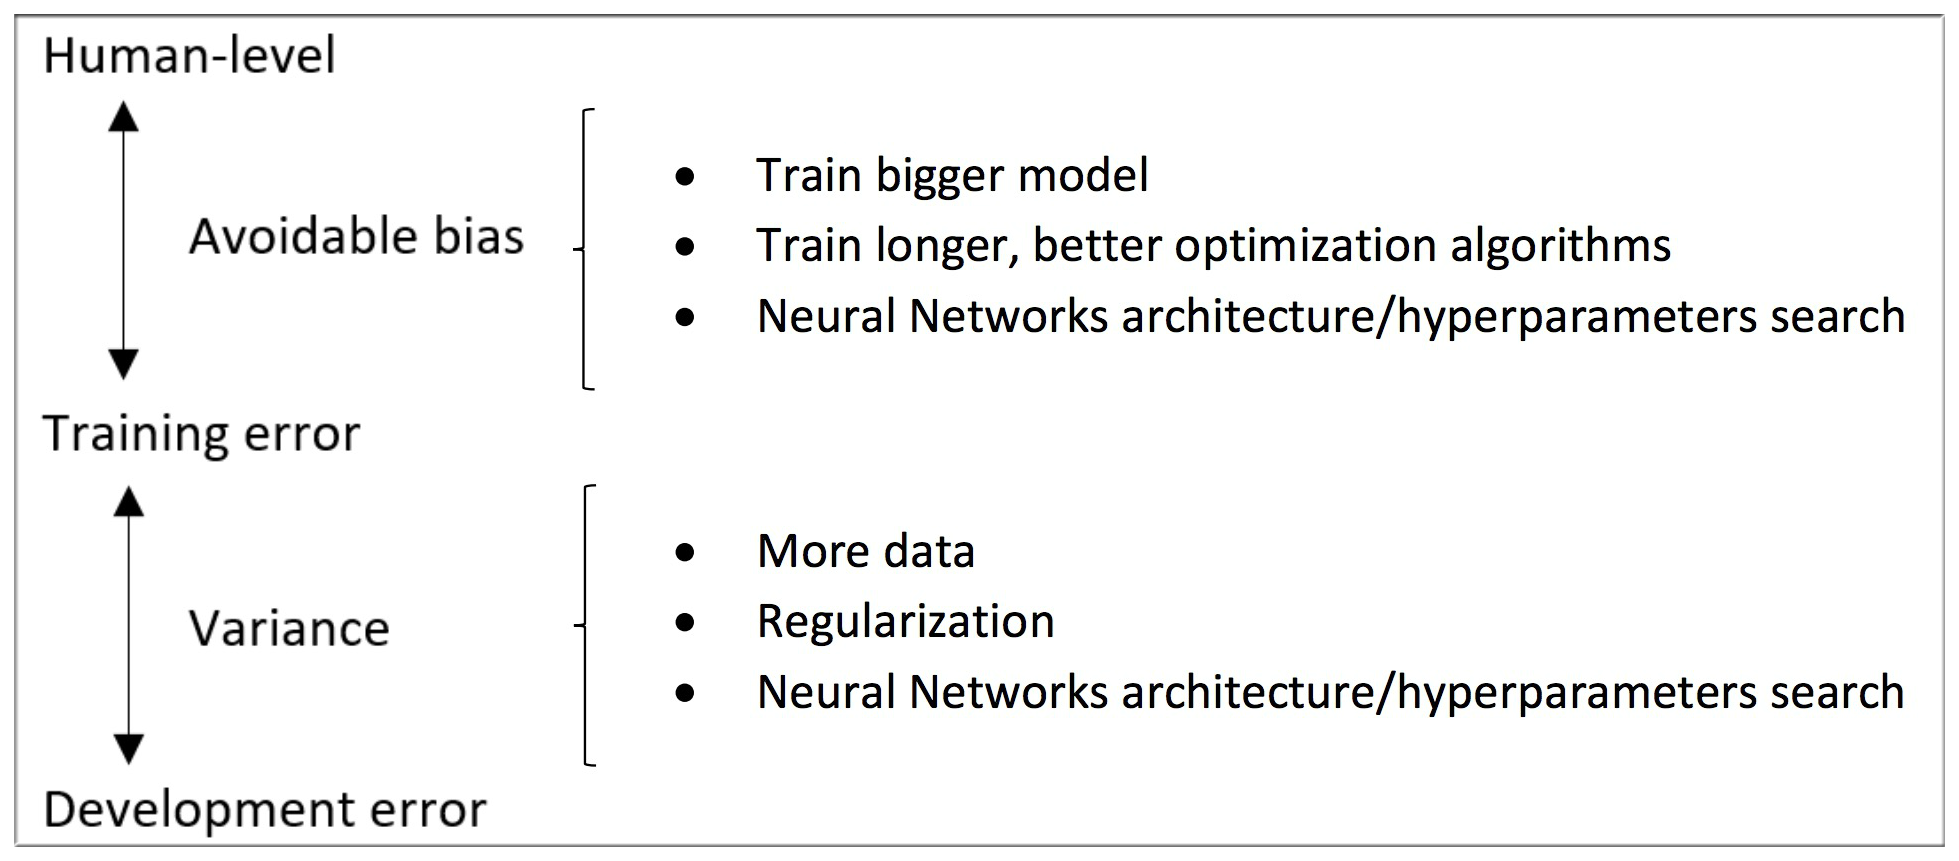 Human-level
Avoidable bias
• Train bigger model
• Train longer, better optimization algorithms
• Neural Networks architecture/hyperparameters search
Training error
Variance
• More data
• Regularization
• Neural Networks architecture/hyperparameters search
Development error